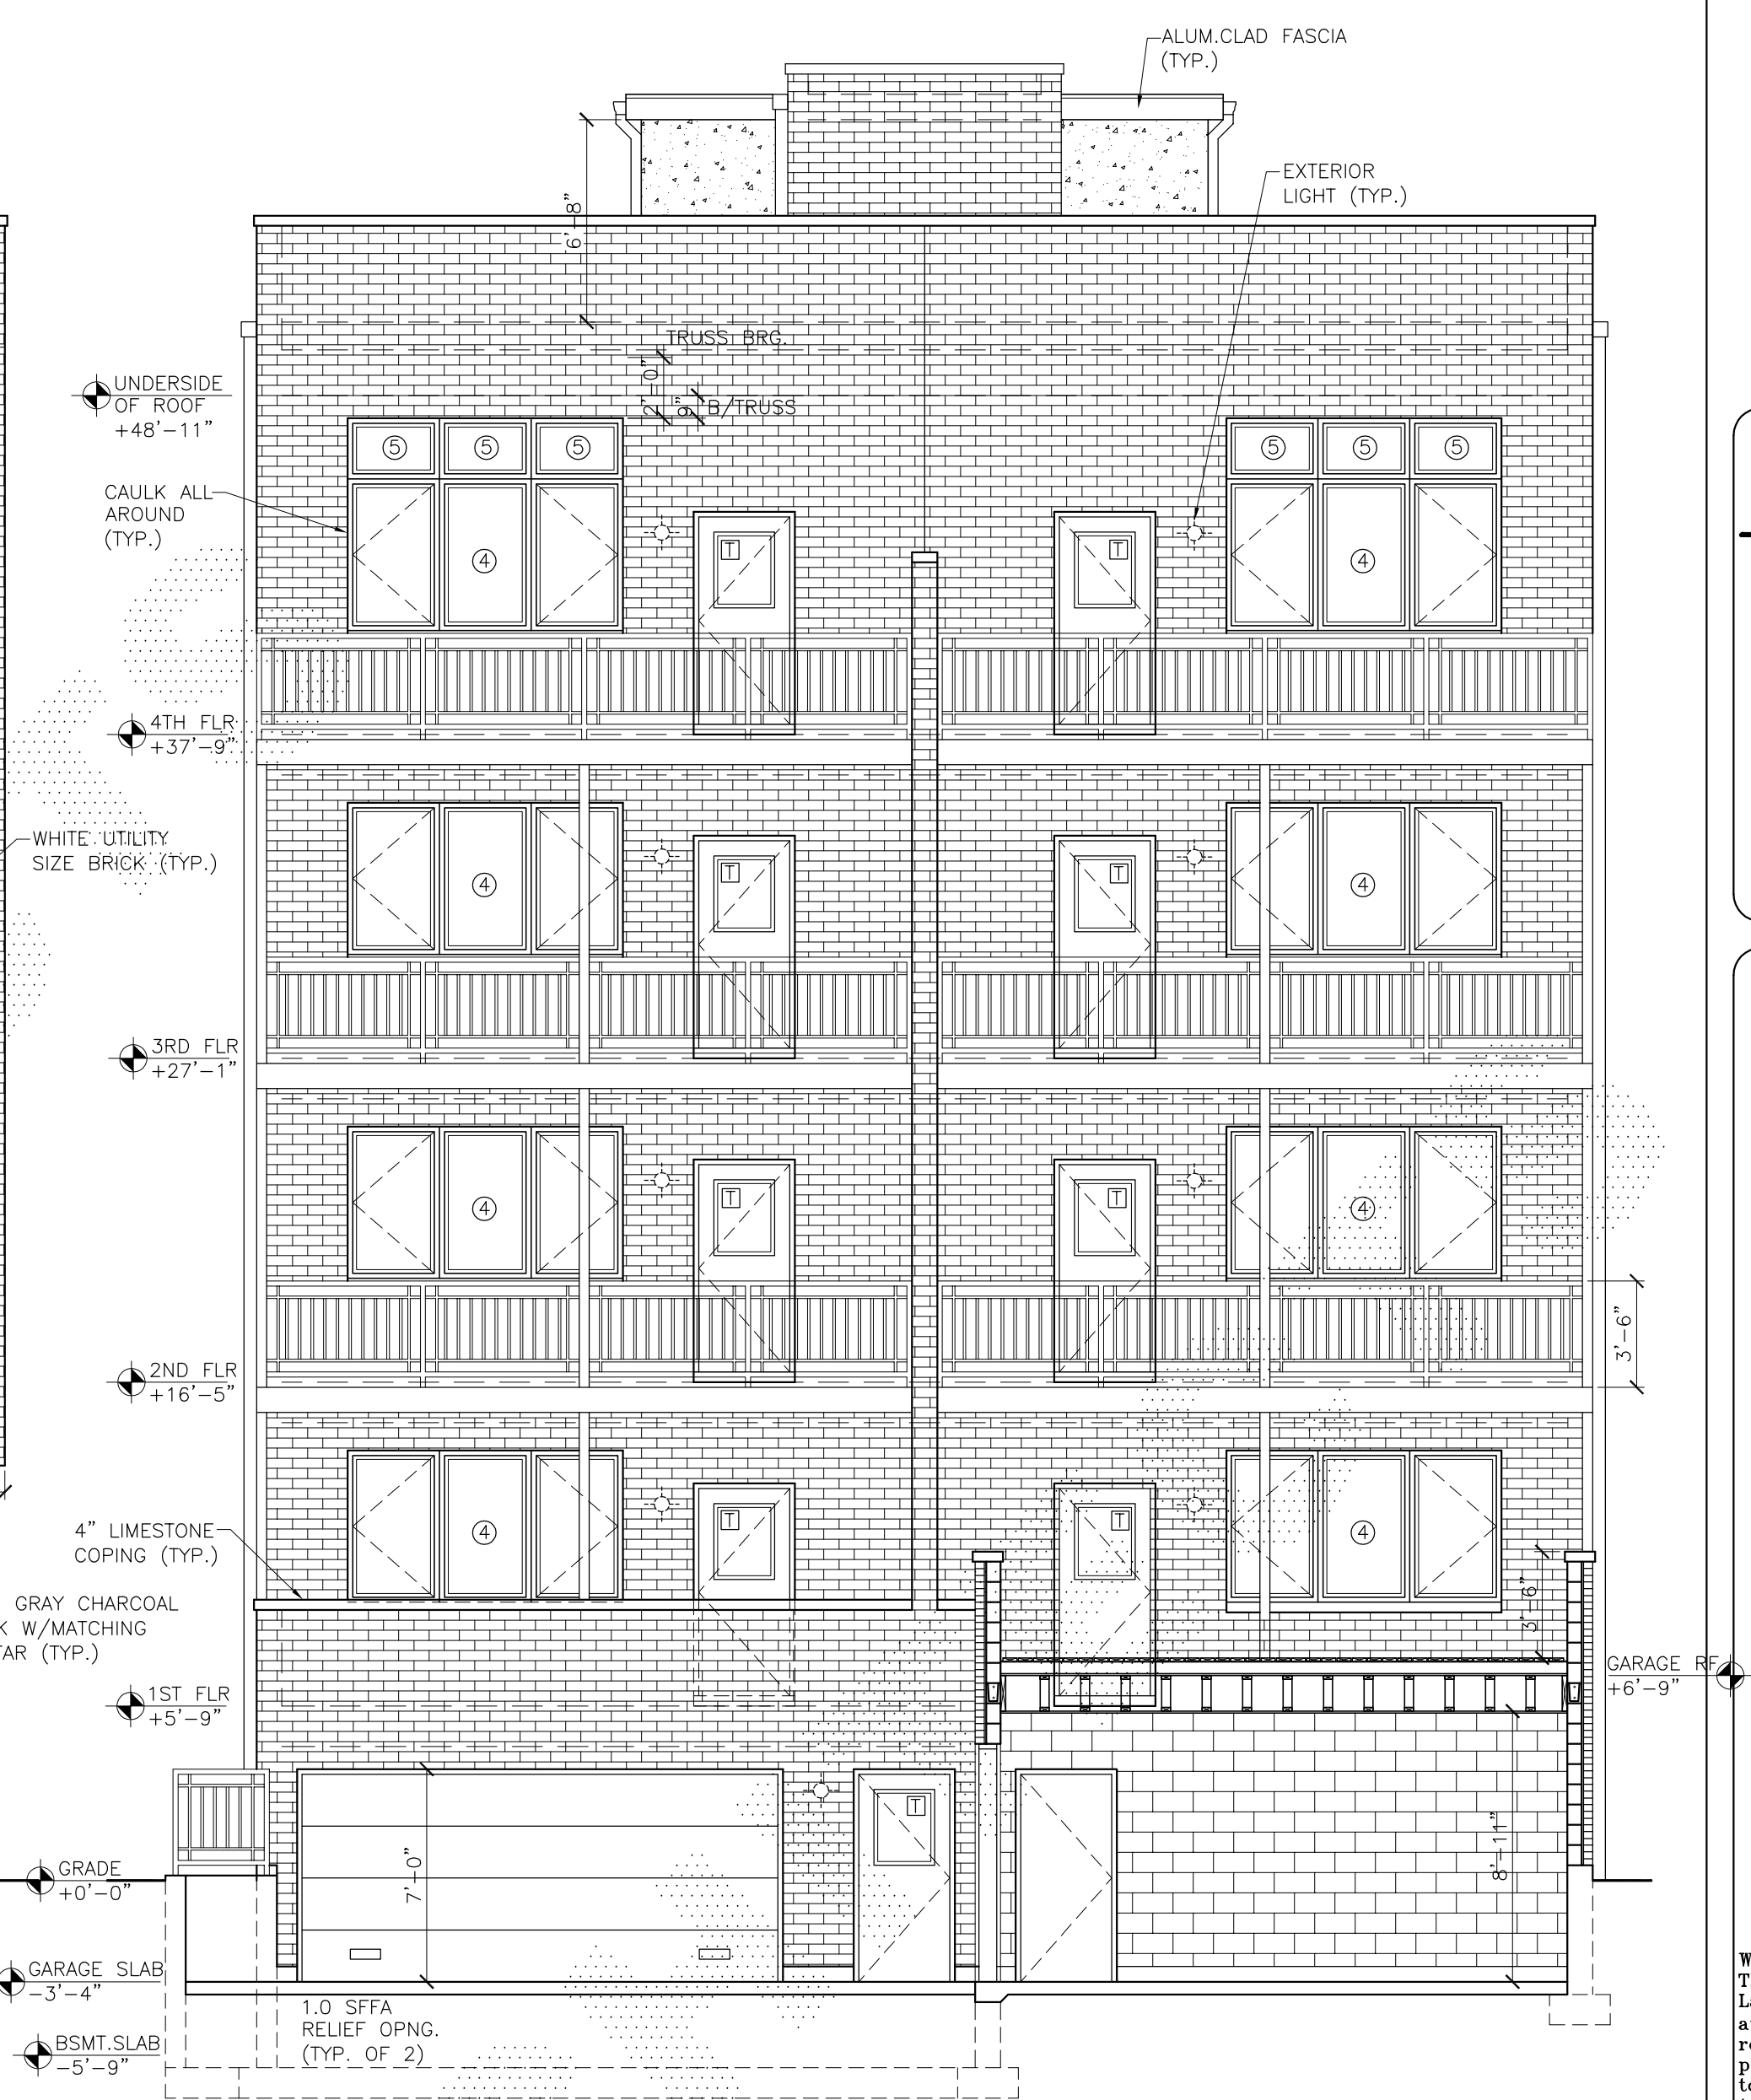 ALUM.CLAD FASCIA
(TYP.)
EXTERIOR
LIGHT (TYP.)
6'-8"
TRUSS BRG.
2'-0"
9"
B/TRUSS
UNDERSIDE
OF ROOF
+48'-11"
5 5 5 5 5 5
CAULK ALL
AROUND
(TYP.)
4 T T 4
4TH FLR
+37'-9"
WHITE UTILITY
SIZE BRICK (TYP.)
4 T T 4
3RD FLR
+27'-1"
4 T T 4
3'-6"
2ND FLR
+16'-5"
4 T T 4
4" LIMESTONE
COPING (TYP.)
3'-6"
GRAY CHARCOAL
K W/MATCHING
TAR (TYP.)
GARAGE RF
+6'-9"
1ST FLR
+5'-9"
T
7'-0"
8'-11"
GRADE
+0'-0"
GARAGE SLAB
-3'-4"
1.0 SFFA
RELIEF OPNG.
(TYP. OF 2)
BSMT.SLAB
-5'-9"
W
T
L
a
r
p
t